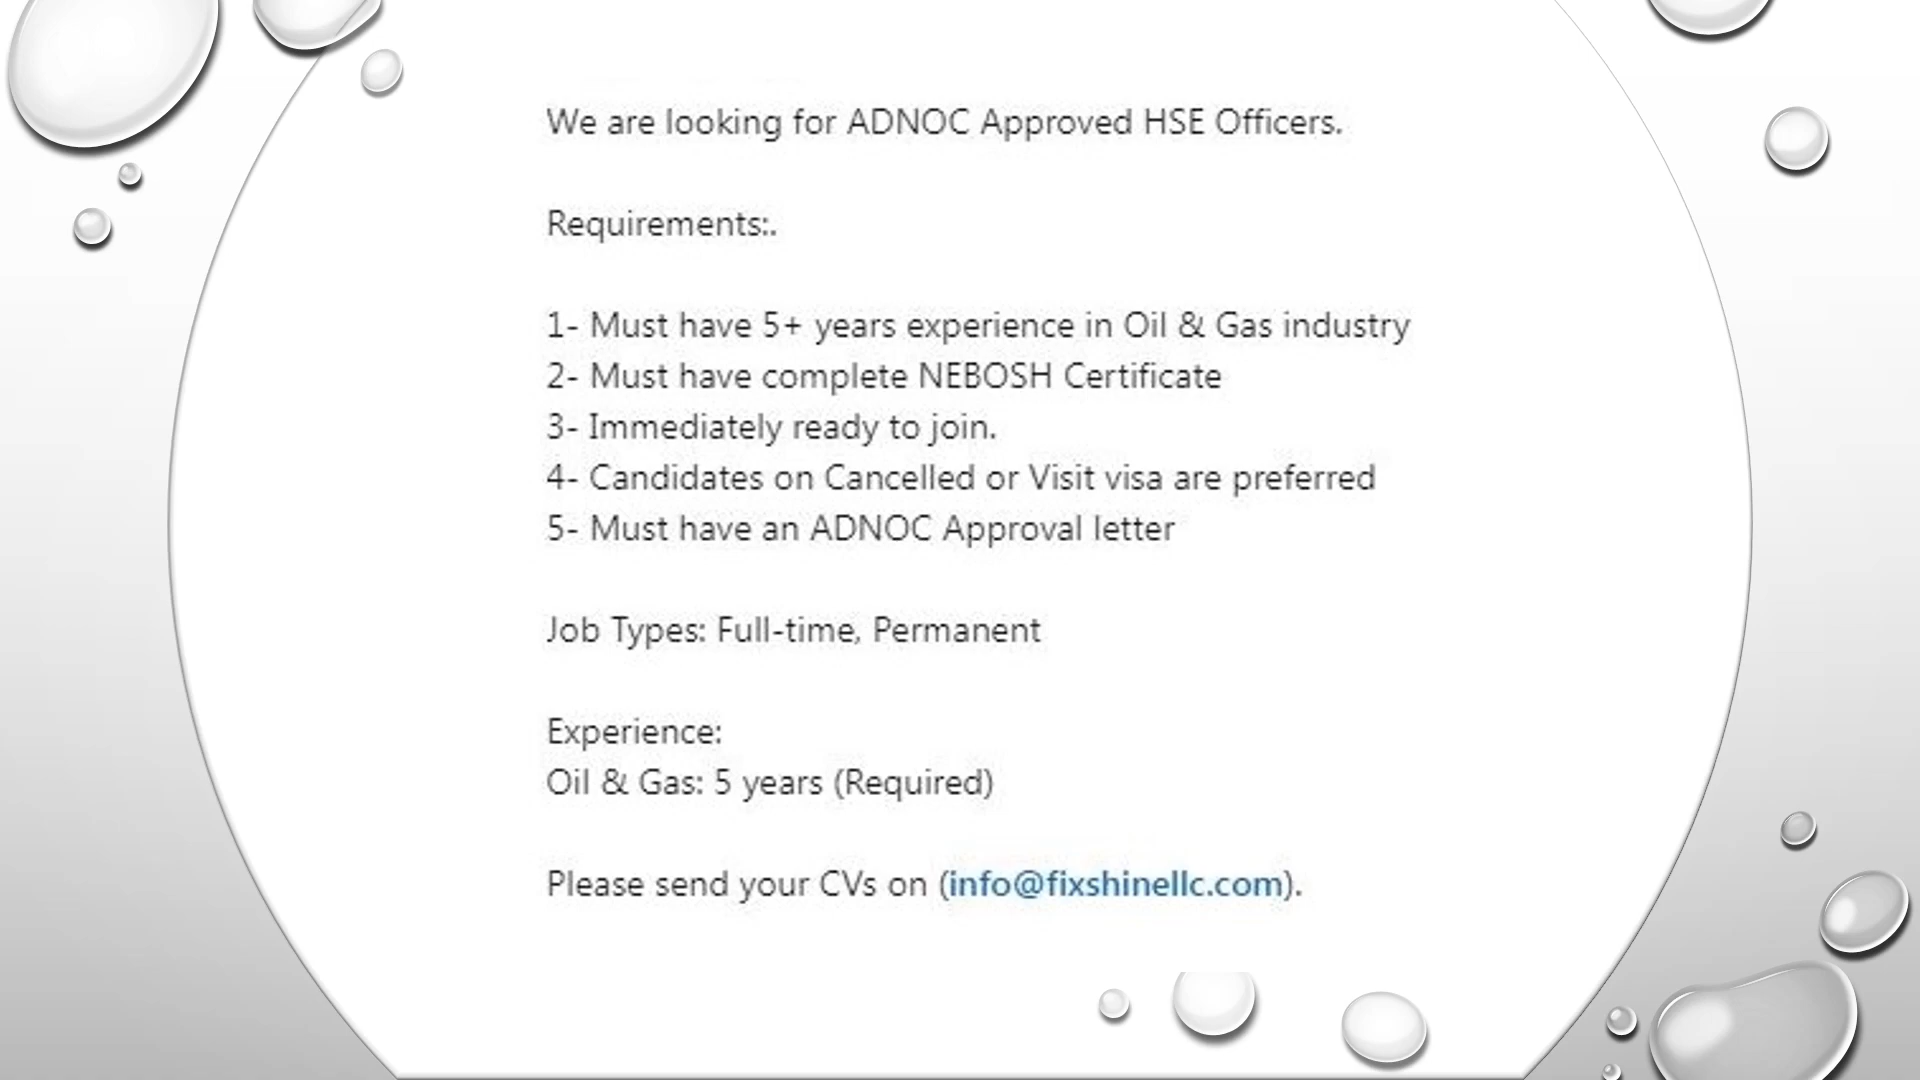 We are looking for ADNOC Approved HSE Officers.
Requirements:.
1- Must have 5+ years experience in Oil & Gas industry
2- Must have complete NEBOSH Certificate
3- Immediately ready to join.
4- Candidates on Cancelled or Visit visa are preferred
5- Must have an ADNOC Approval letter
Job Types: Full-time, Permanent
Experience:
Oil & Gas: 5 years (Required)
Please send your CVs on (info@fixshinellc.com).